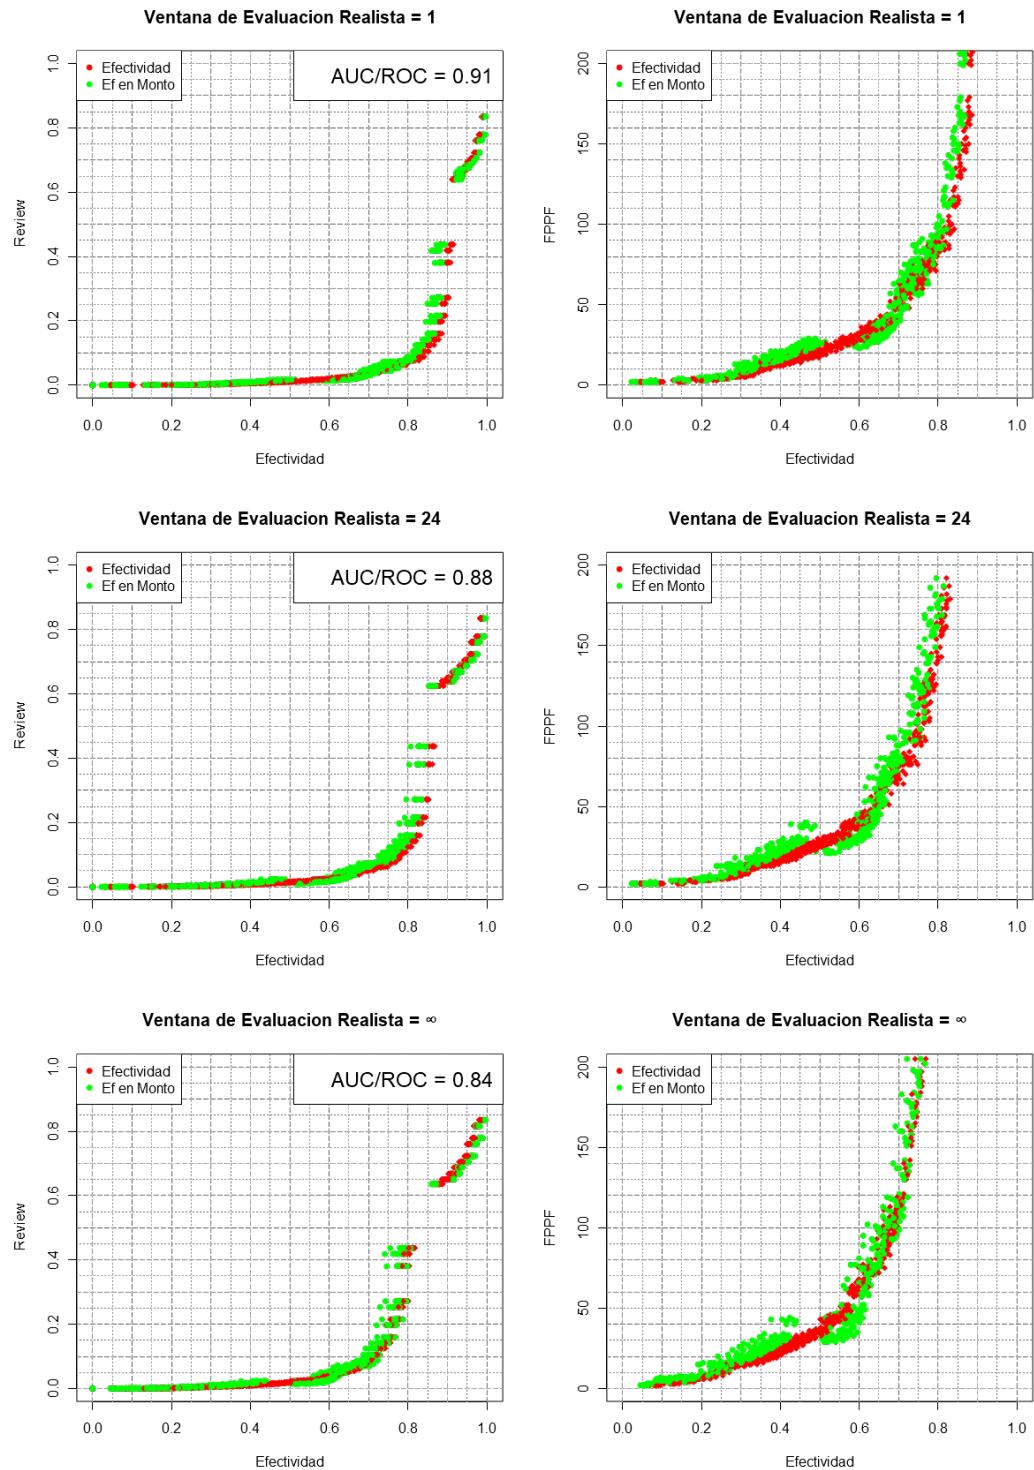 Ventana de Evaluacion Realista = 1
Efectividad
Ef en Monto
AUC/ROC = 0.91
Review
0.0 0.2 0.4 0.6 0.8 1.0
0.0 0.2 0.4 0.6 0.8 1.0
Efectividad
Ventana de Evaluacion Realista = 1
Efectividad
Ef en Monto
FPPF
0 50 100 150 200
0.0 0.2 0.4 0.6 0.8 1.0
Efectividad
Ventana de Evaluacion Realista = 24
Efectividad
Ef en Monto
AUC/ROC = 0.88
Review
0.0 0.2 0.4 0.6 0.8 1.0
0.0 0.2 0.4 0.6 0.8 1.0
Efectividad
Ventana de Evaluacion Realista = 24
Efectividad
Ef en Monto
FPPF
0 50 100 150 200
0.0 0.2 0.4 0.6 0.8 1.0
Efectividad
Ventana de Evaluacion Realista = ∞
Efectividad
Ef en Monto
AUC/ROC = 0.84
Review
0.0 0.2 0.4 0.6 0.8 1.0
0.0 0.2 0.4 0.6 0.8 1.0
Efectividad
Ventana de Evaluacion Realista = ∞
Efectividad
Ef en Monto
FPPF
0 50 100 150 200
0.0 0.2 0.4 0.6 0.8 1.0
Efectividad